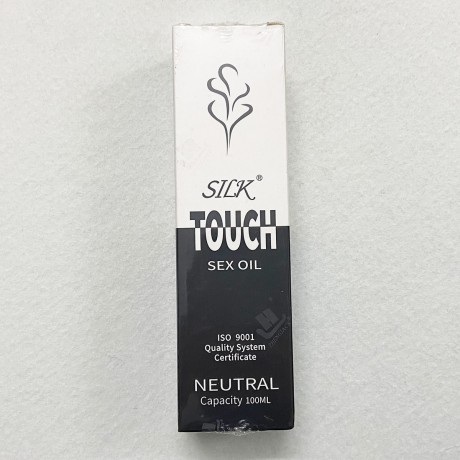 SILK®
TOUCH
SEX OIL
ISO 9001
Quality System
Certificate
NEUTRAL
Capacity 100ML